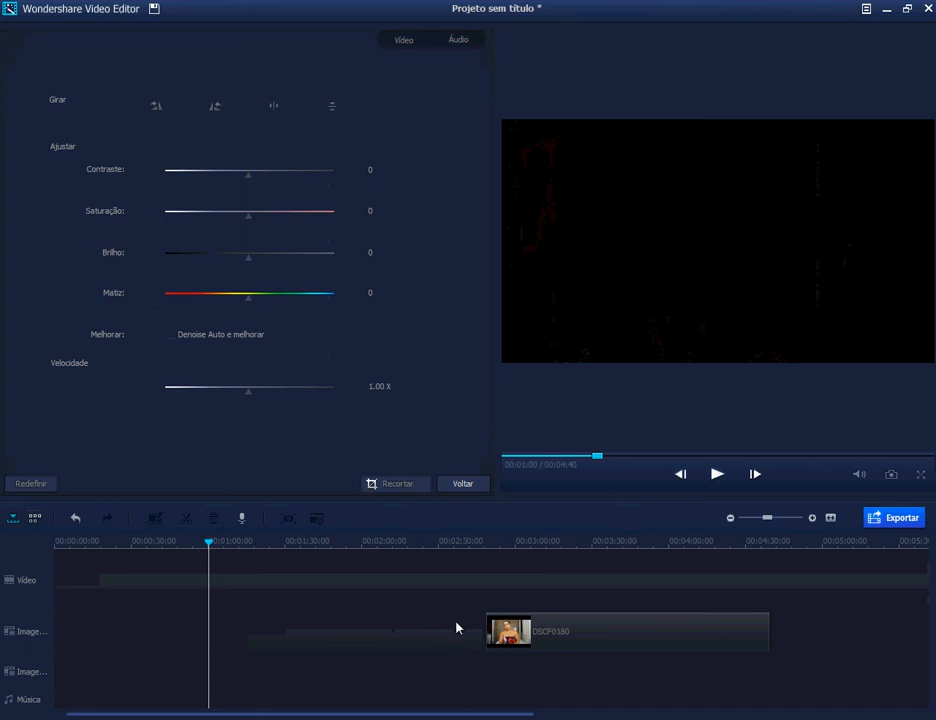 Wondershare Video Editor
Projeto sem título *
Vídeo Áudio
Girar
Ajustar
Contraste: 0
Saturação: 0
Brilho: 0
Matiz: 0
Melhorar: Denoise Auto e melhorar
Velocidade
1.00 X
Redefinir Recortar Voltar
00:01:00 / 00:04:40
Exportar
00:00:00:00 00:00:30:00 00:01:00:00 00:01:30:00 00:02:00:00 00:02:30:00 00:03:00:00 00:03:30:00 00:04:00:00 00:04:30:00 00:05:00:00 00:05:30
Vídeo
Image... DSCF0180
Image...
Música